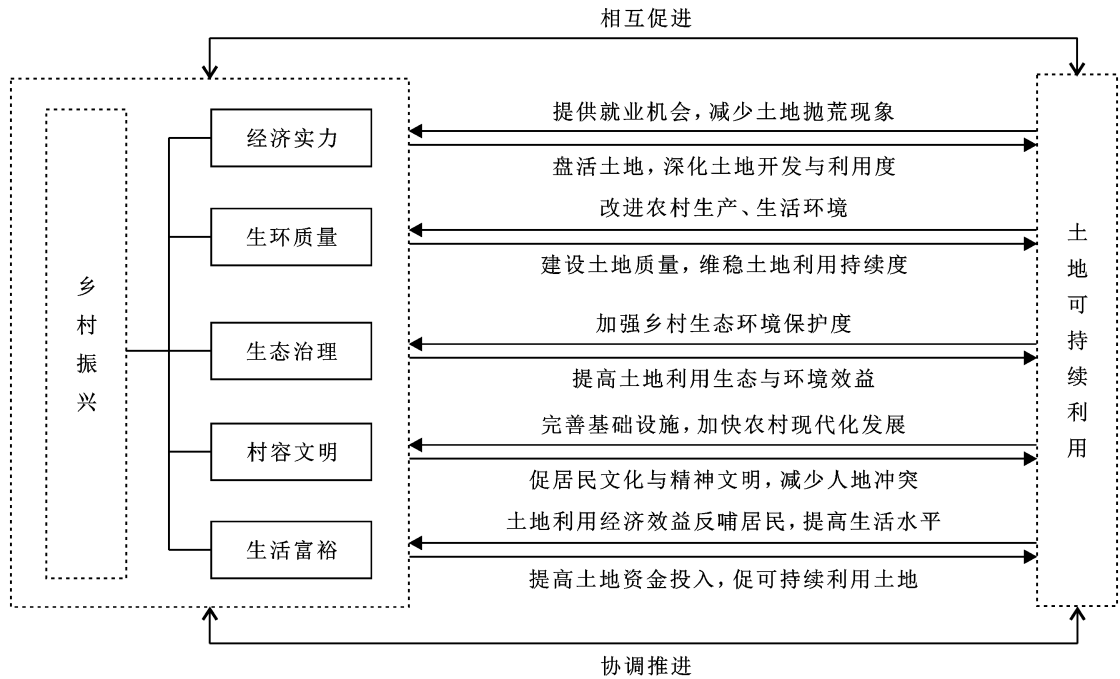 相互促进
乡村振兴
经济实力
提供就业机会,减少土地抛荒现象
盘活土地,深化土地开发与利用度
生环质量
改进农村生产、生活环境
建设土地质量,维稳土地利用持续度
生态治理
加强乡村生态环境保护度
提高土地利用生态与环境效益
村容文明
完善基础设施,加快农村现代化发展
促居民文化与精神文明,减少人地冲突
生活富裕
土地利用经济效益反哺居民,提高生活水平
提高土地资金投入,促可持续利用土地
土地可持续利用
协调推进